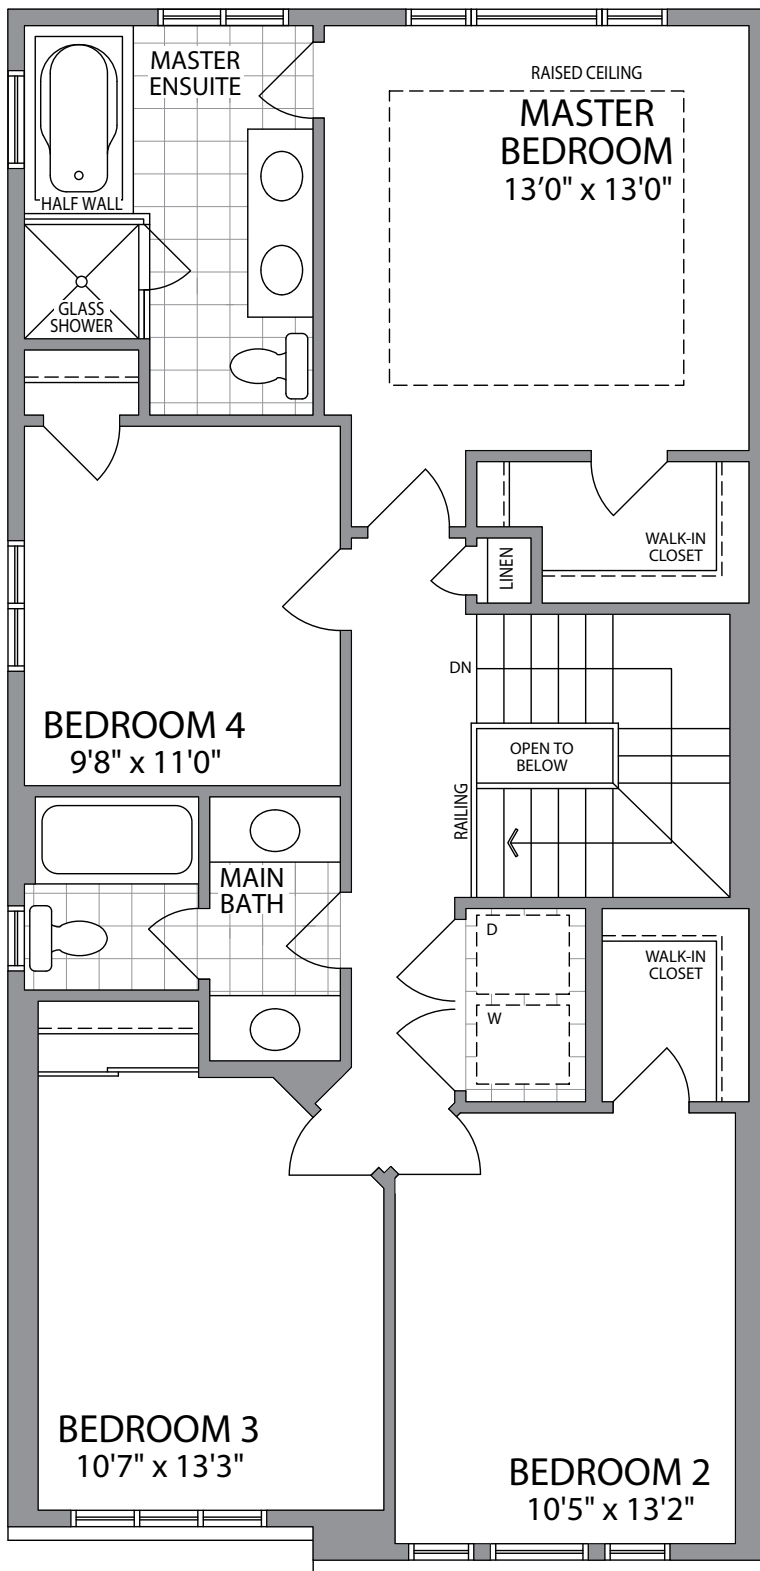 MASTER
ENSUITE
RAISED CEILING
MASTER
BEDROOM
13’0" x 13'0"
HALF WALL
GLASS
SHOWER
WALK-IN
CLOSET
LINEN
DN
BEDROOM 4
9'8" x 11'0"
OPEN TO
BELOW
RAILING
MAIN
BATH
D
WALK-IN
CLOSET
W
BEDROOM 3
10'7" x 13'3"
BEDROOM 2
10'5" x 13'2"